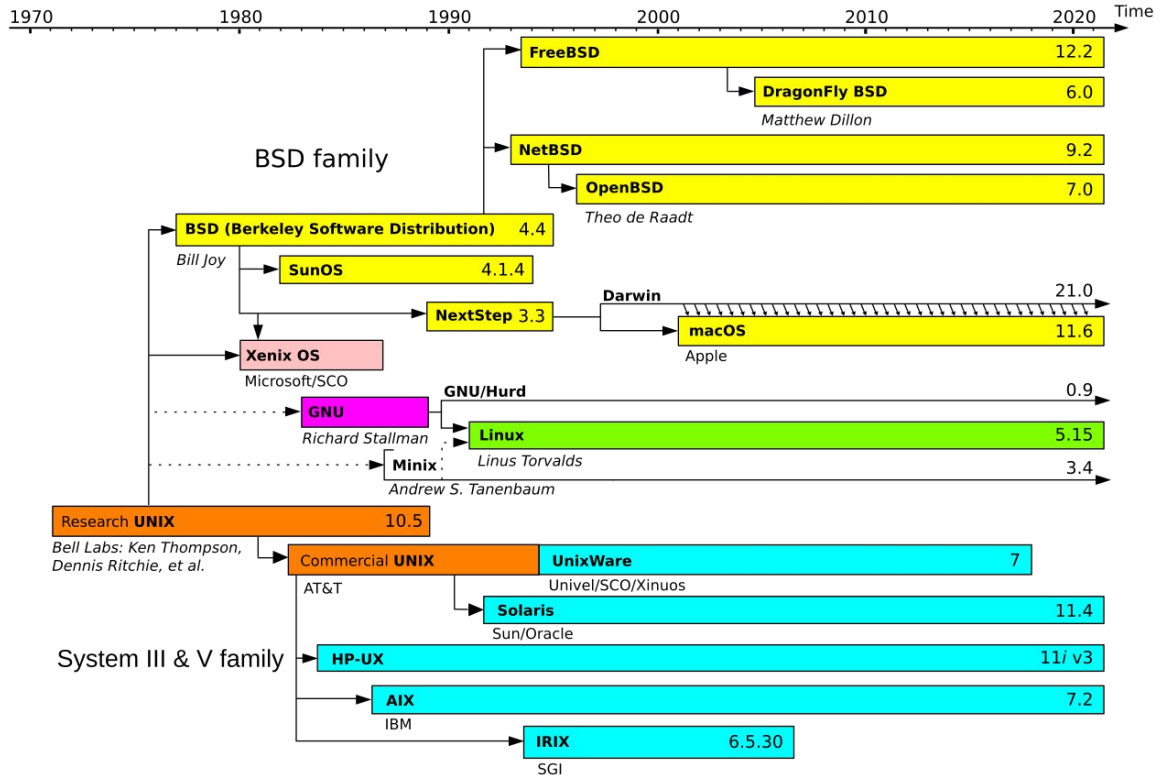 1970 1980 1990 2000 2010 2020 Time
FreeBSD 12.2
DragonFly BSD 6.0
Matthew Dillon
BSD family
NetBSD 9.2
OpenBSD 7.0
Theo de Raadt
BSD (Berkeley Software Distribution) 4.4
Bill Joy
SunOS 4.1.4
Darwin 21.0
NextStep 3.3
macOS 11.6
Apple
Xenix OS
Microsoft/SCO
GNU/Hurd 0.9
GNU
Richard Stallman
Linux 5.15
Linus Torvalds
Minix 3.4
Andrew S. Tanenbaum
Research UNIX 10.5
Bell Labs: Ken Thompson,
Dennis Ritchie, et al.
Commercial UNIX UnixWare 7
AT&T Univel/SCO/Xinuos
Solaris 11.4
Sun/Oracle
System III & V family
HP-UX 11i v3
AIX 7.2
IBM
IRIX 6.5.30
SGI